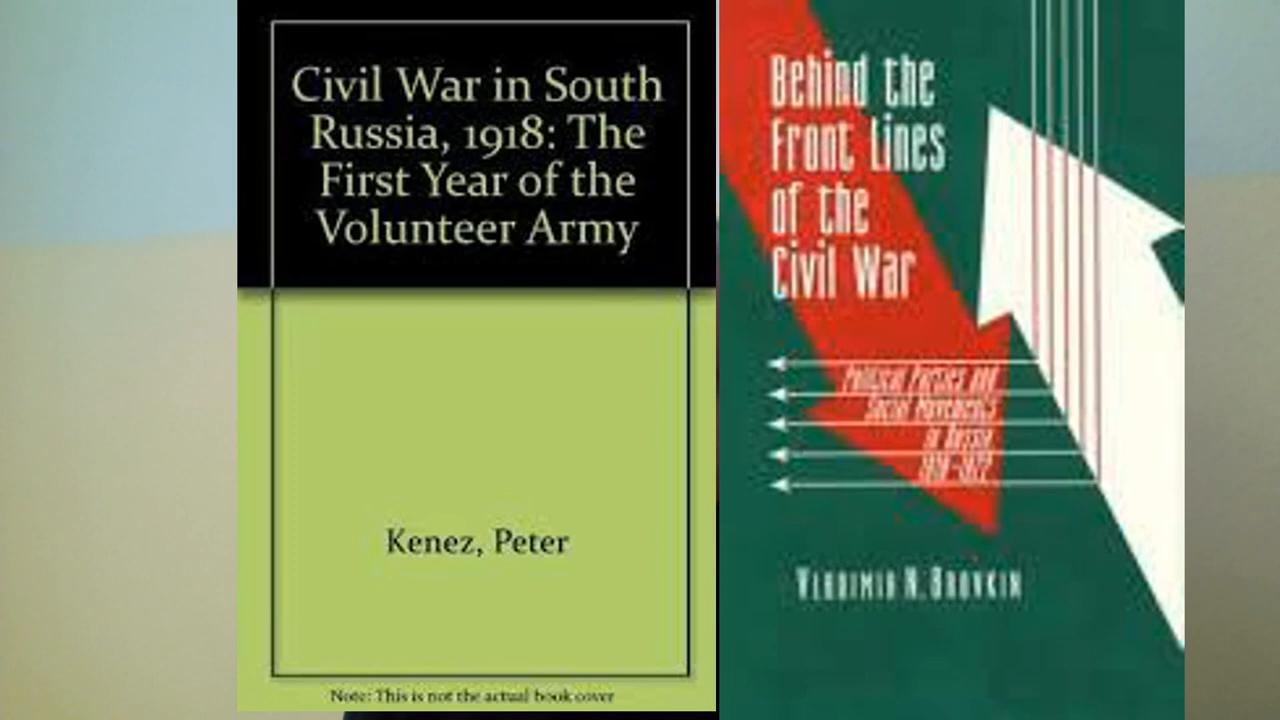 Civil War in South
Russia, 1918: The
First Year of the
Volunteer Army
Kenez, Peter
Note: This is not the actual book cover
Behind the
Front Lines
of the
Civil War
Political Parties and
Social Movements
in Russia,
1918-1922
Vladimir N. Brovkin